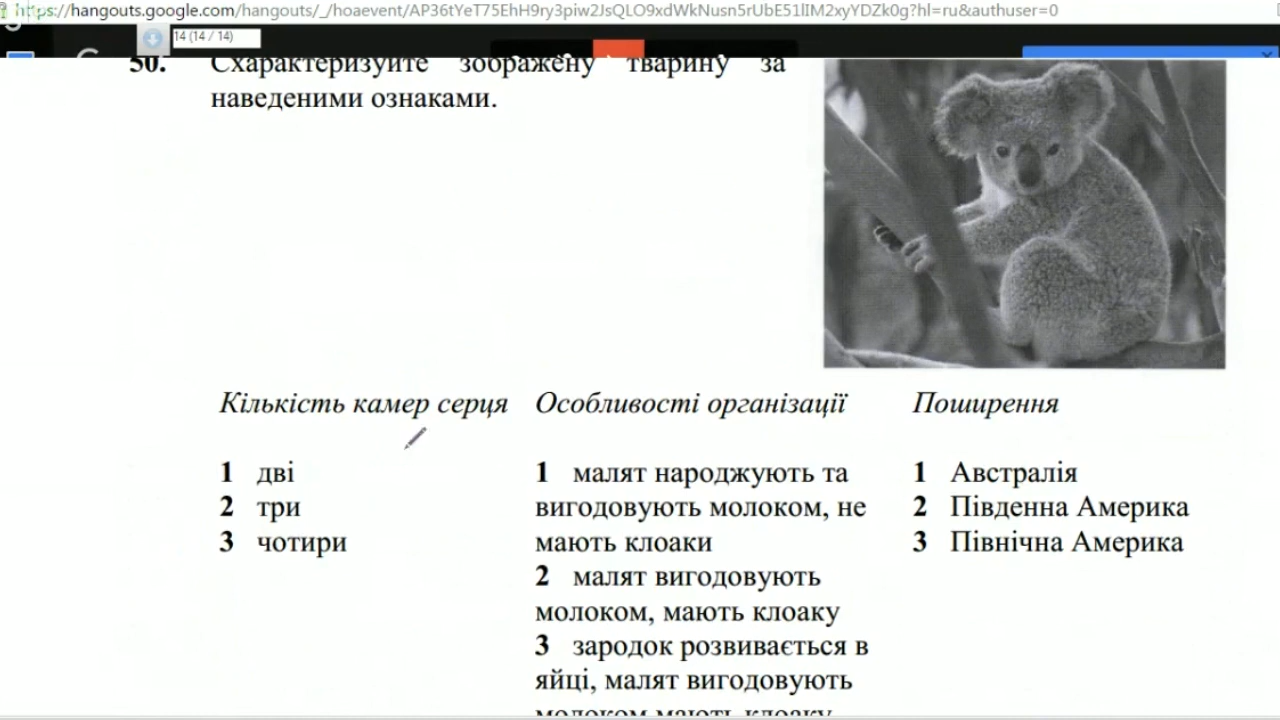 https://hangouts.google.com/hangouts/_/hoaevent/AP36tYeT75EhH9ry3piw2JsQLO9xdWkNusn5rUbE51lIM2xyYDZk0g?hl=ru&authuser=0
14 (14 / 14)
50. Схарактеризуйте зображену тварину за
наведеними ознаками.
Кількість камер серця Особливості організації Поширення
1 дві 1 малят народжують та 1 Австралія
2 три вигодовують молоком, не 2 Південна Америка
3 чотири мають клоаки 3 Північна Америка
2 малят вигодовують
молоком, мають клоаку
3 зародок розвивається в
яйці, малят вигодовують
молоком мають клоаку